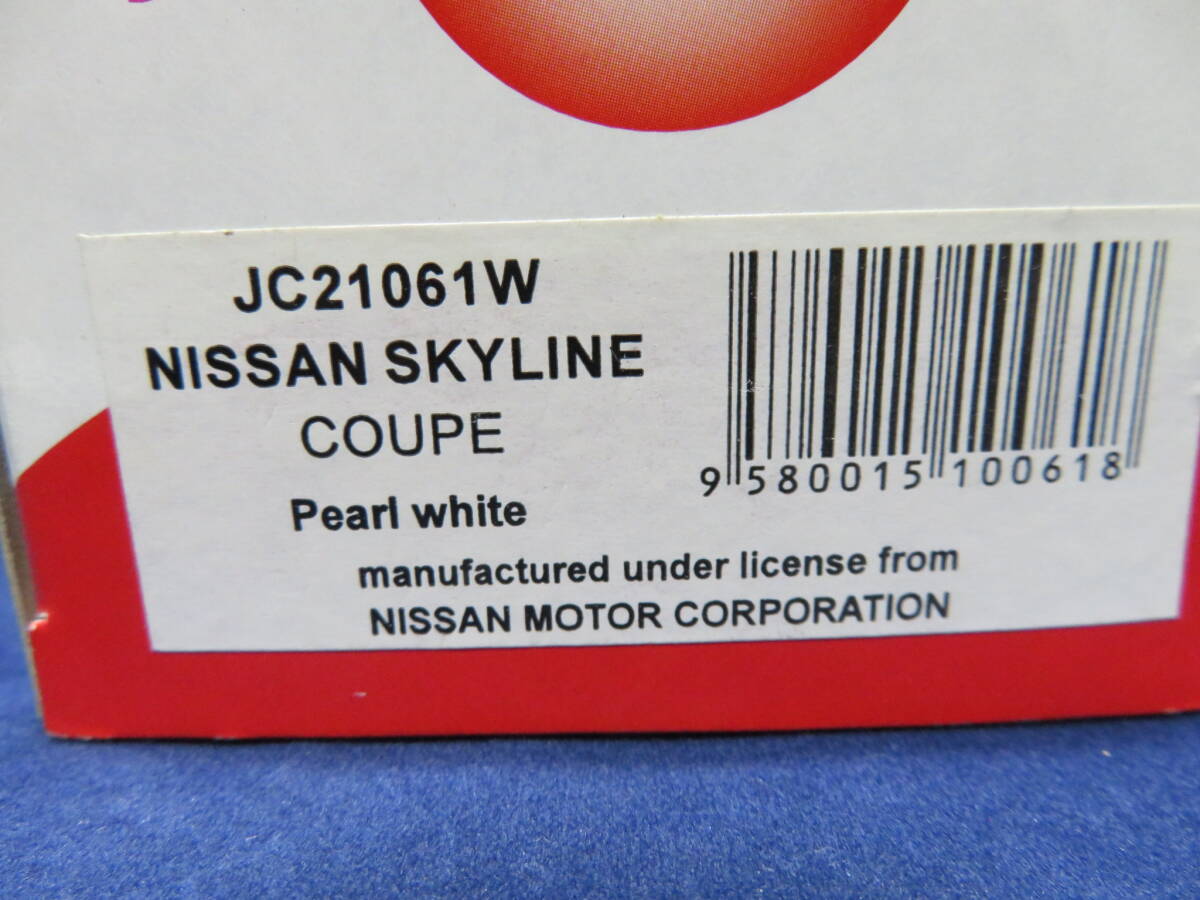 JC21061W
NISSAN SKYLINE
COUPE
Pearl white
9 580015 100618
manufactured under license from
NISSAN MOTOR CORPORATION